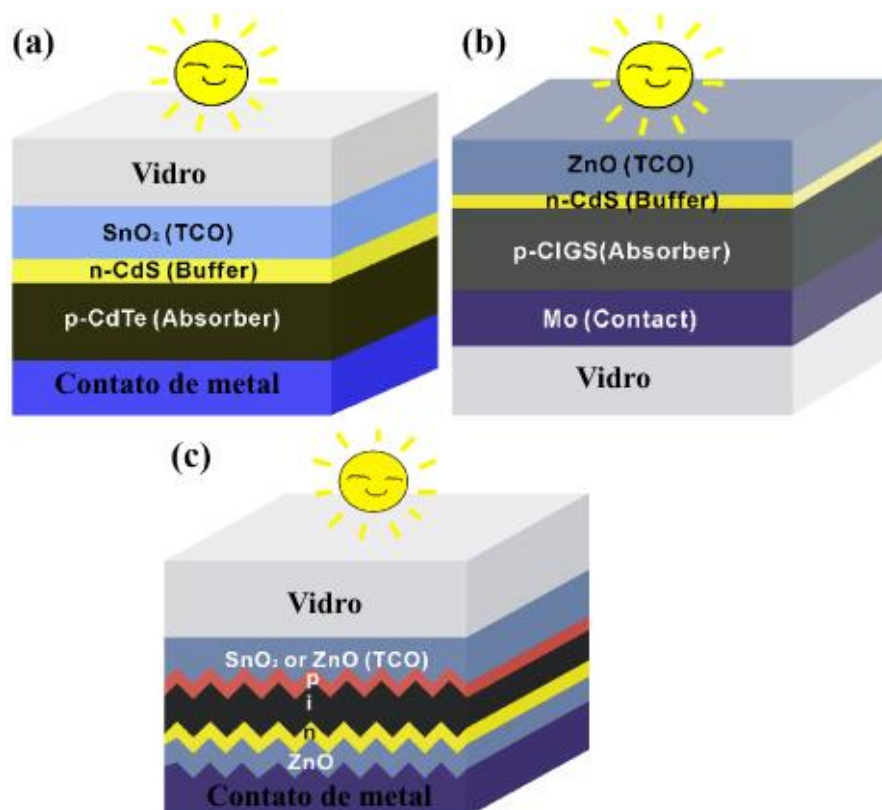 (a)
Vidro
SnO₂ (TCO)
n-CdS (Buffer)
p-CdTe (Absorber)
Contato de metal
(b)
ZnO (TCO)
n-CdS (Buffer)
p-CIGS(Absorber)
Mo (Contact)
Vidro
(c)
Vidro
SnO₂ or ZnO (TCO)
p
i
n
ZnO
Contato de metal